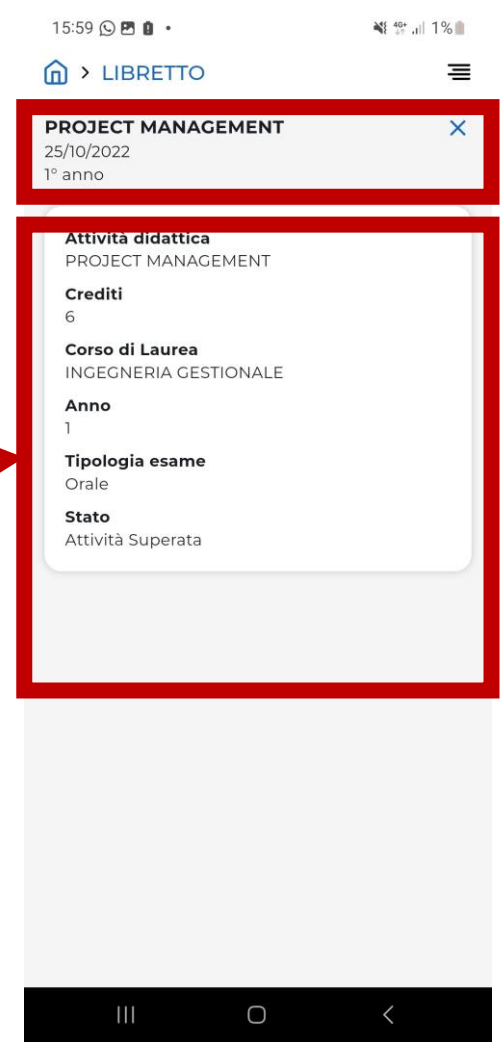 15:59 4G+ 1%
> LIBRETTO
PROJECT MANAGEMENT
25/10/2022
1° anno
Attività didattica
PROJECT MANAGEMENT
Crediti
6
Corso di Laurea
INGEGNERIA GESTIONALE
Anno
1
Tipologia esame
Orale
Stato
Attività Superata